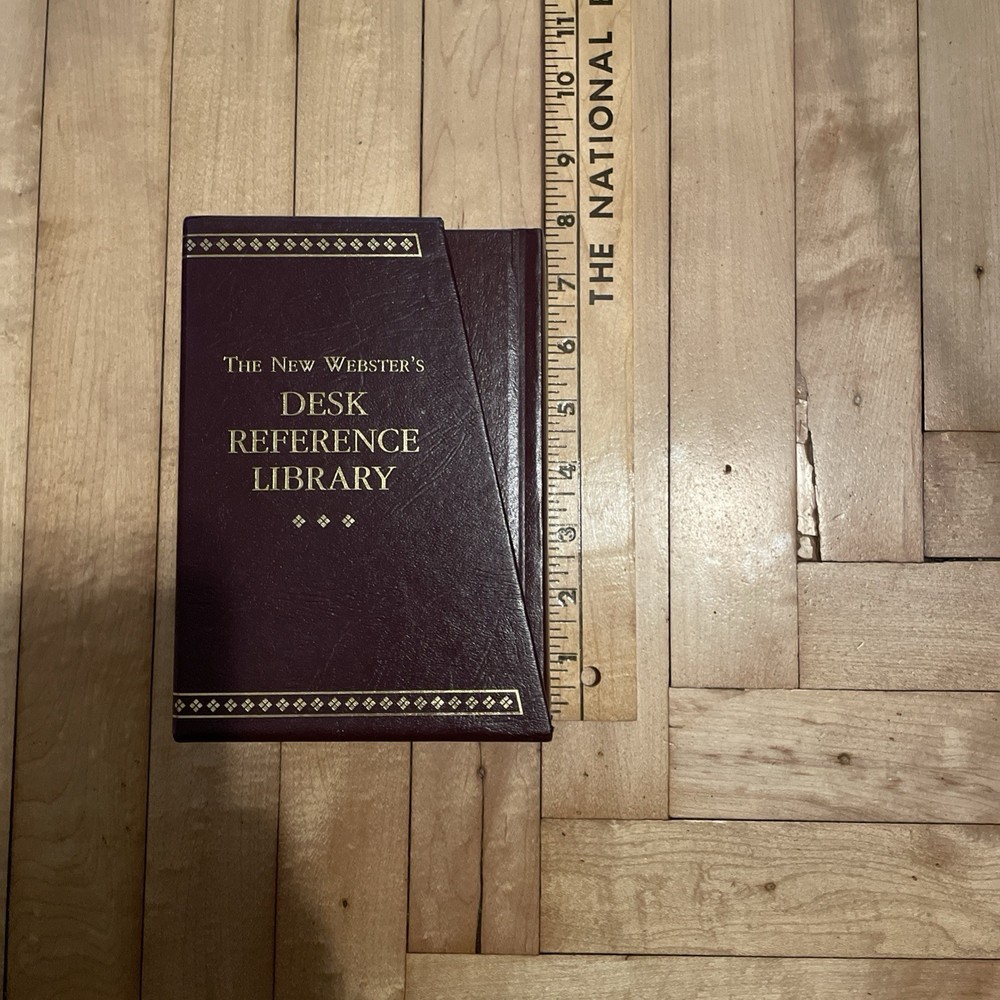 THE NEW WEBSTER'S
DESK
REFERENCE
LIBRARY
11
10
9
8
7
6
5
4
3
2
1
THE NATIONAL